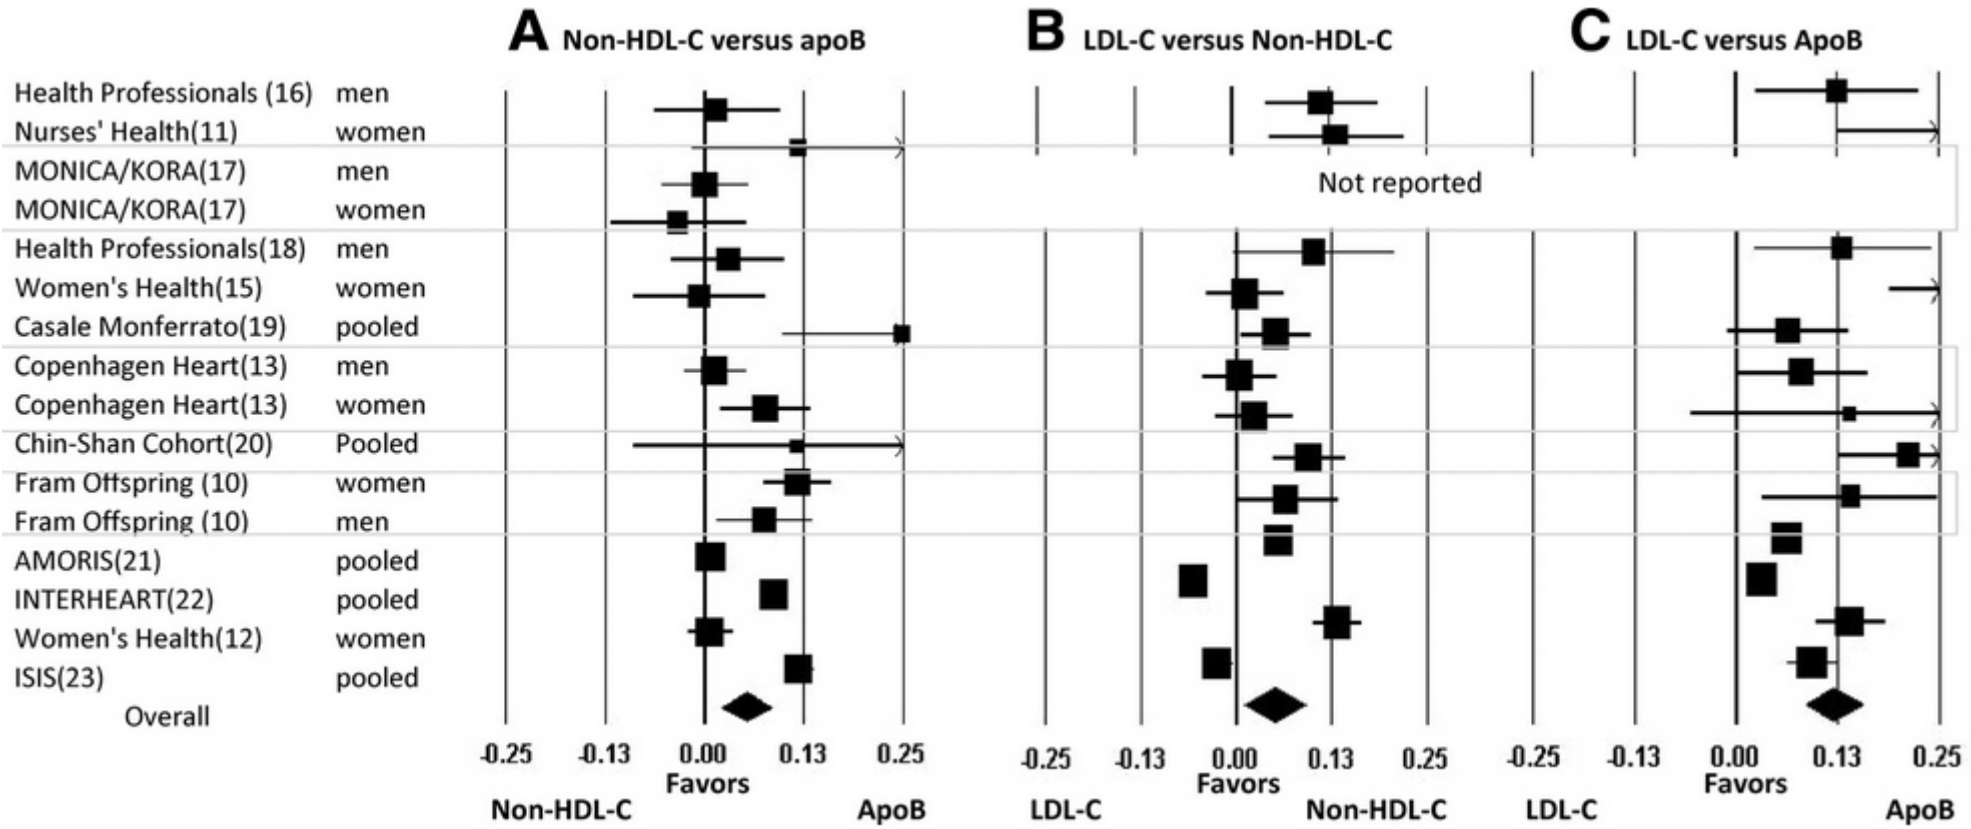 A Non-HDL-C versus apoB B LDL-C versus Non-HDL-C C LDL-C versus ApoB
Health Professionals (16) men
Nurses' Health(11) women
MONICA/KORA(17) men
Not reported
MONICA/KORA(17) women
Health Professionals(18) men
Women's Health(15) women
Casale Monferrato(19) pooled
Copenhagen Heart(13) men
Copenhagen Heart(13) women
Chin-Shan Cohort(20) Pooled
Fram Offspring (10) women
Fram Offspring (10) men
AMORIS(21) pooled
INTERHEART(22) pooled
Women's Health(12) women
ISIS(23) pooled
Overall
-0.25 -0.13 0.00 0.13 0.25 -0.25 -0.13 0.00 0.13 0.25 -0.25 -0.13 0.00 0.13 0.25
Favors Favors Favors
Non-HDL-C ApoB LDL-C Non-HDL-C LDL-C ApoB